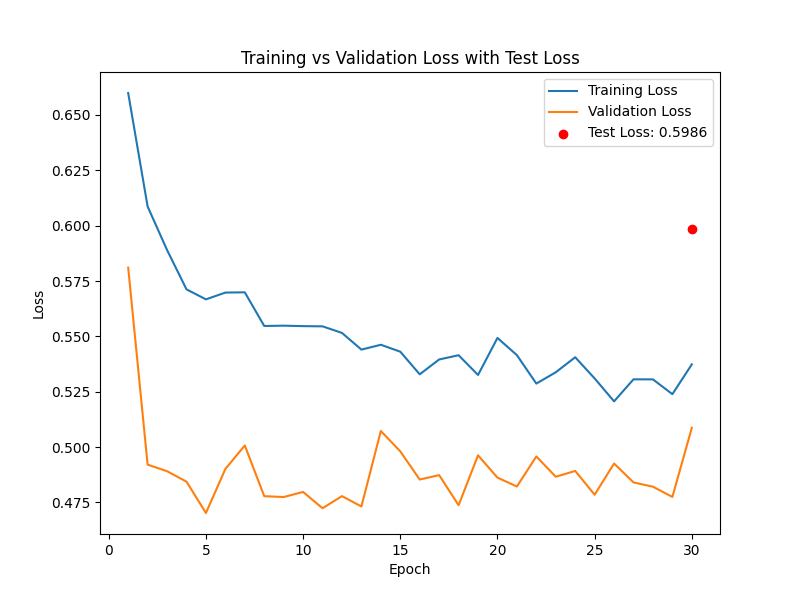 Training vs Validation Loss with Test Loss
Training Loss
Validation Loss
Test Loss: 0.5986
0.650
0.625
0.600
0.575
0.550
0.525
0.500
0.475
Loss
0 5 10 15 20 25 30
Epoch